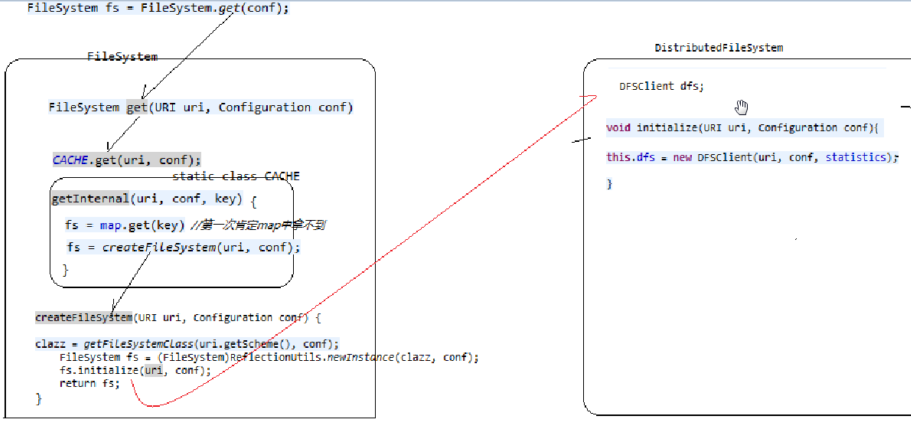 FileSystem fs = FileSystem.get(conf);
FileSystem
FileSystem get(URI uri, Configuration conf)
CACHE.get(uri, conf);
static class CACHE
getInternal(uri, conf, key) {
fs = map.get(key) //第一次肯定map中拿不到
fs = createFileSystem(uri, conf);
}
createFileSystem(URI uri, Configuration conf) {
clazz = getFileSystemClass(uri.getScheme(), conf);
FileSystem fs = (FileSystem)ReflectionUtils.newInstance(clazz, conf);
fs.initialize(uri, conf);
return fs;
}
DistributedFileSystem
DFSClient dfs;
void initialize(URI uri, Configuration conf){
this.dfs = new DFSClient(uri, conf, statistics);
}